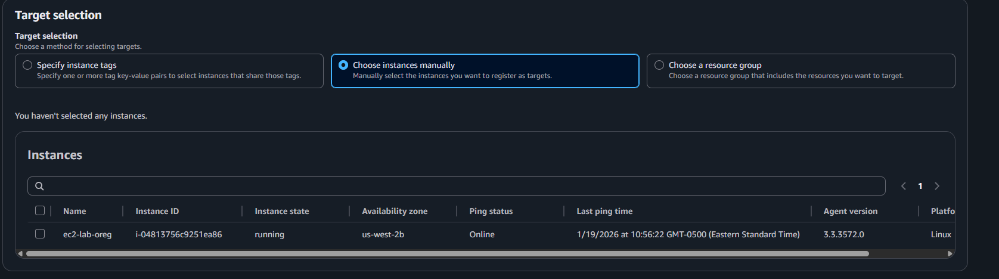 Target selection
Target selection
Choose a method for selecting targets.
Specify instance tags
Specify one or more tag key-value pairs to select instances that share those tags.
Choose instances manually
Manually select the instances you want to register as targets.
Choose a resource group
Choose a resource group that includes the resources you want to target.
You haven't selected any instances.
Instances
1
Name Instance ID Instance state Availability zone Ping status Last ping time Agent version Platfo
ec2-lab-oreg i-04813756c9251ea86 running us-west-2b Online 1/19/2026 at 10:56:22 GMT-0500 (Eastern Standard Time) 3.3.3572.0 Linux